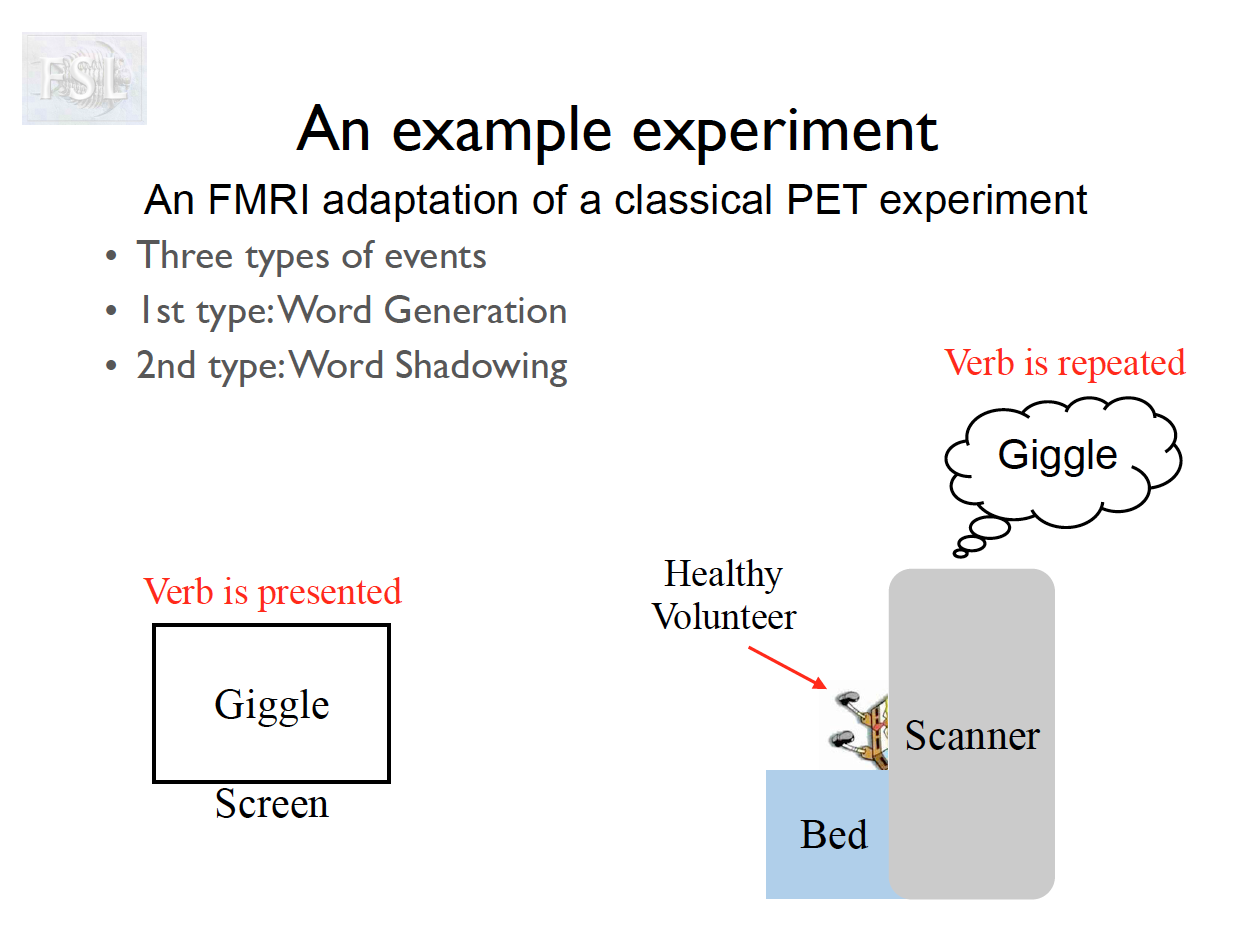 FSL
An example experiment
An FMRI adaptation of a classical PET experiment
• Three types of events
• 1st type: Word Generation
• 2nd type: Word Shadowing
Verb is repeated
Giggle
Healthy
Volunteer
Verb is presented
Giggle
Screen
Scanner
Bed